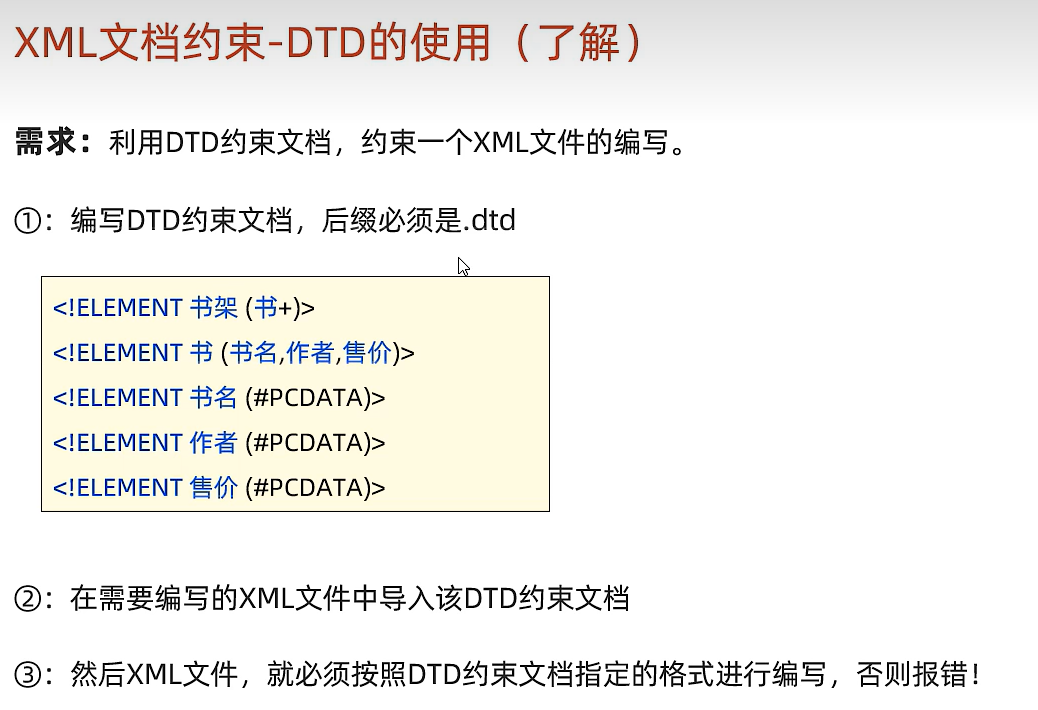 XML文档约束-DTD的使用（了解）
需求：利用DTD约束文档，约束一个XML文件的编写。
①：编写DTD约束文档，后缀必须是.dtd
<!ELEMENT 书架 (书+)>
<!ELEMENT 书 (书名,作者,售价)>
<!ELEMENT 书名 (#PCDATA)>
<!ELEMENT 作者 (#PCDATA)>
<!ELEMENT 售价 (#PCDATA)>
②：在需要编写的XML文件中导入该DTD约束文档
③：然后XML文件，就必须按照DTD约束文档指定的格式进行编写，否则报错！